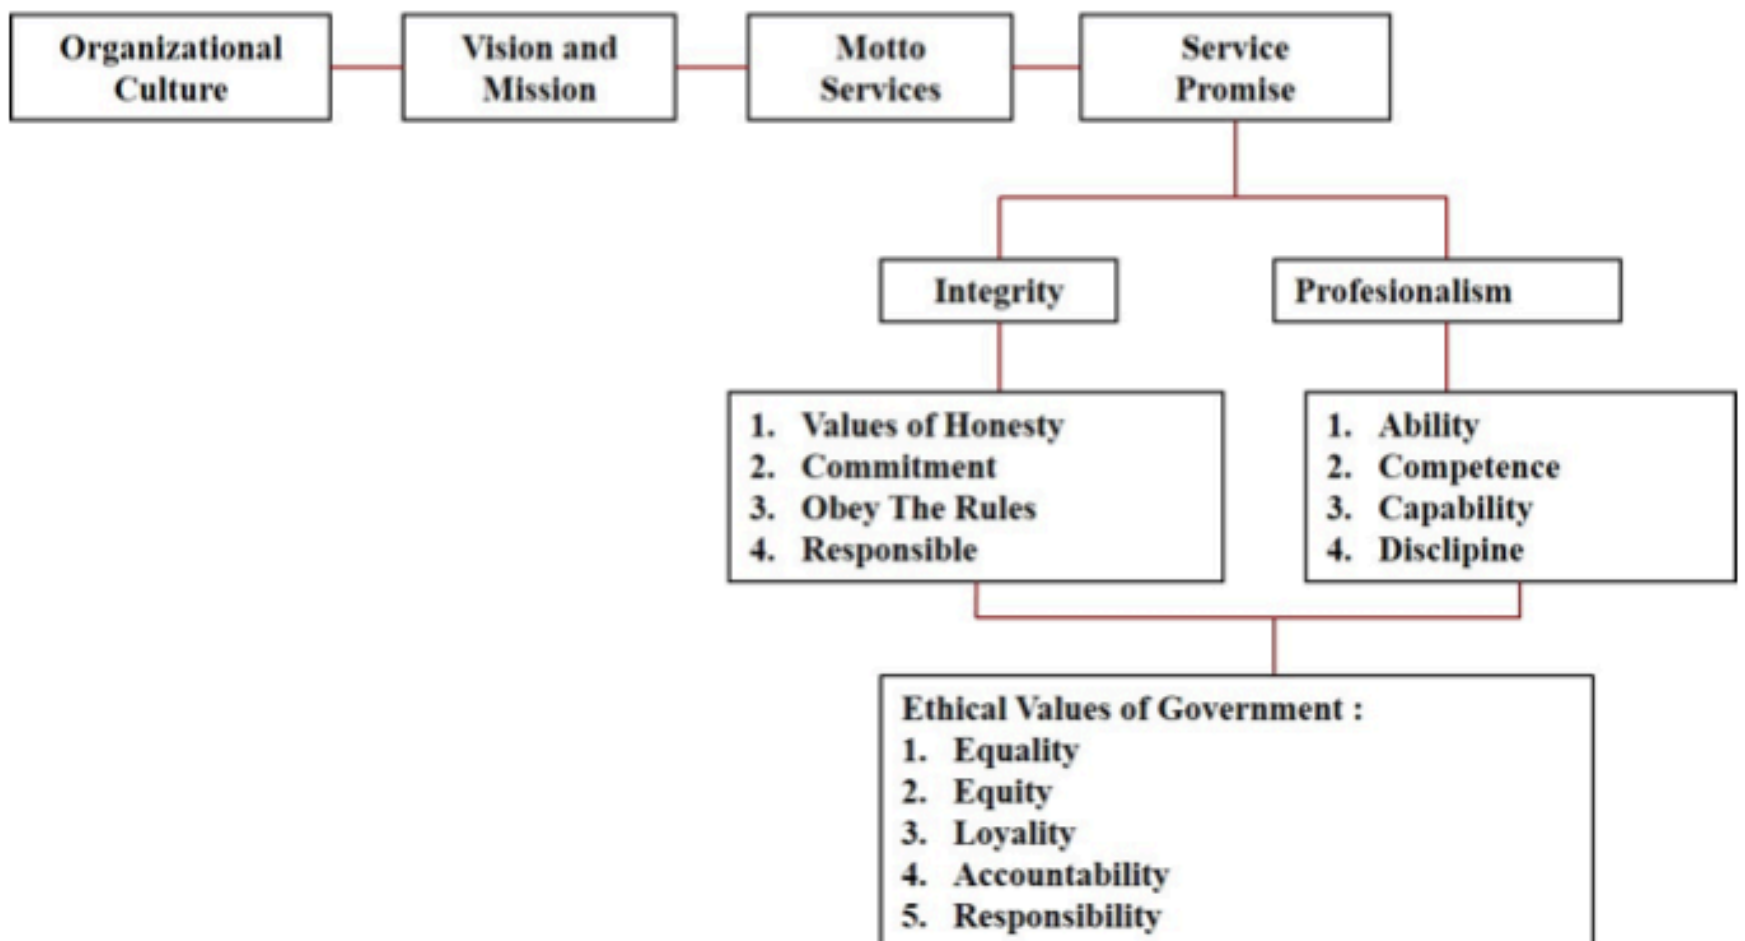 Organizational
Culture
Vision and
Mission
Motto
Services
Service
Promise
Integrity
Profesionalism
1. Values of Honesty
2. Commitment
3. Obey The Rules
4. Responsible
1. Ability
2. Competence
3. Capability
4. Disclipine
Ethical Values of Government :
1. Equality
2. Equity
3. Loyality
4. Accountability
5. Responsibility